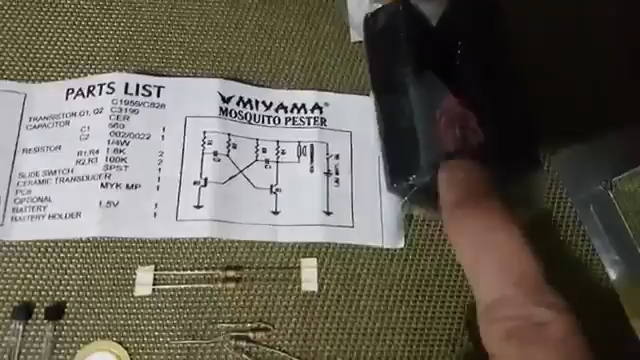 PARTS LIST
C1959/C828
TRANSISTOR Q1, Q2 C3199
CAPACITOR CER
C1 560 1
C2 002/0022 1
1/4W
RESISTOR R1,R4 1.8K 2
R2,R3 100K 2
SLIDE SWITCH SPST 1
CERAMIC TRANSDUCER 1
PCB MYK MP 1
OPTIONAL
BATTERY 1.5V 1
BATTERY HOLDER 1
MIYAMA
MOSQUITO PESTER